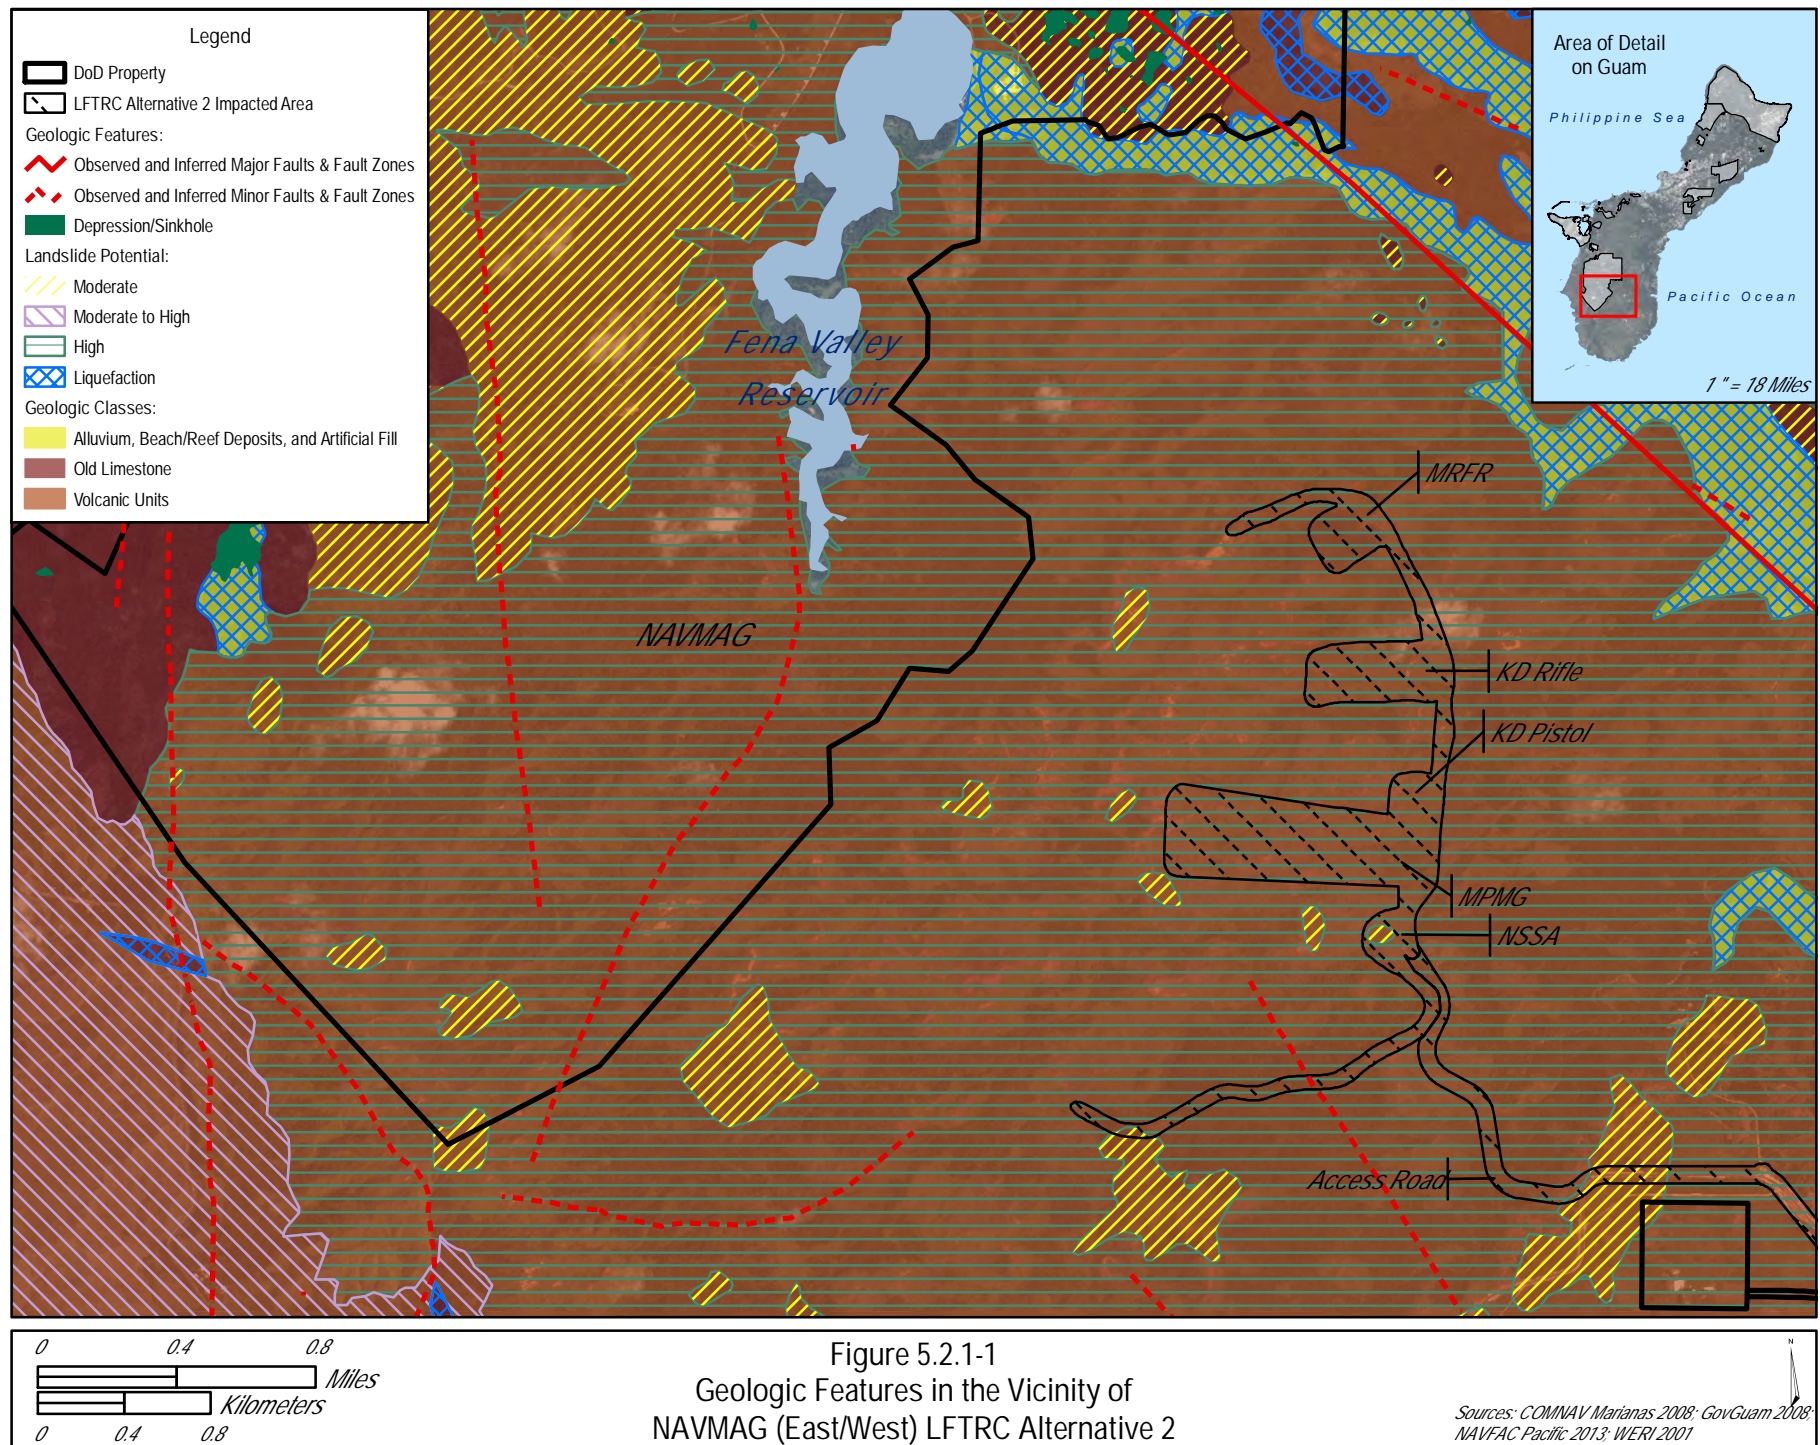 Legend
DoD Property
LFTRC Alternative 2 Impacted Area
Geologic Features:
Observed and Inferred Major Faults & Fault Zones
Observed and Inferred Minor Faults & Fault Zones
Depression/Sinkhole
Landslide Potential:
Moderate
Moderate to High
High
Liquefaction
Geologic Classes:
Alluvium, Beach/Reef Deposits, and Artificial Fill
Old Limestone
Volcanic Units
Area of Detail
on Guam
Philippine Sea
Pacific Ocean
1 " = 18 Miles
Fena Valley
Reservoir
NAVMAG
MRFR
KD Rifle
KD Pistol
MPMG
NSSA
Access Road
0 0.4 0.8
Miles
Kilometers
0 0.4 0.8
Figure 5.2.1-1
Geologic Features in the Vicinity of
NAVMAG (East/West) LFTRC Alternative 2
N
Sources: COMNAV Marianas 2008; GovGuam 2008;
NAVFAC Pacific 2013; WERI 2001